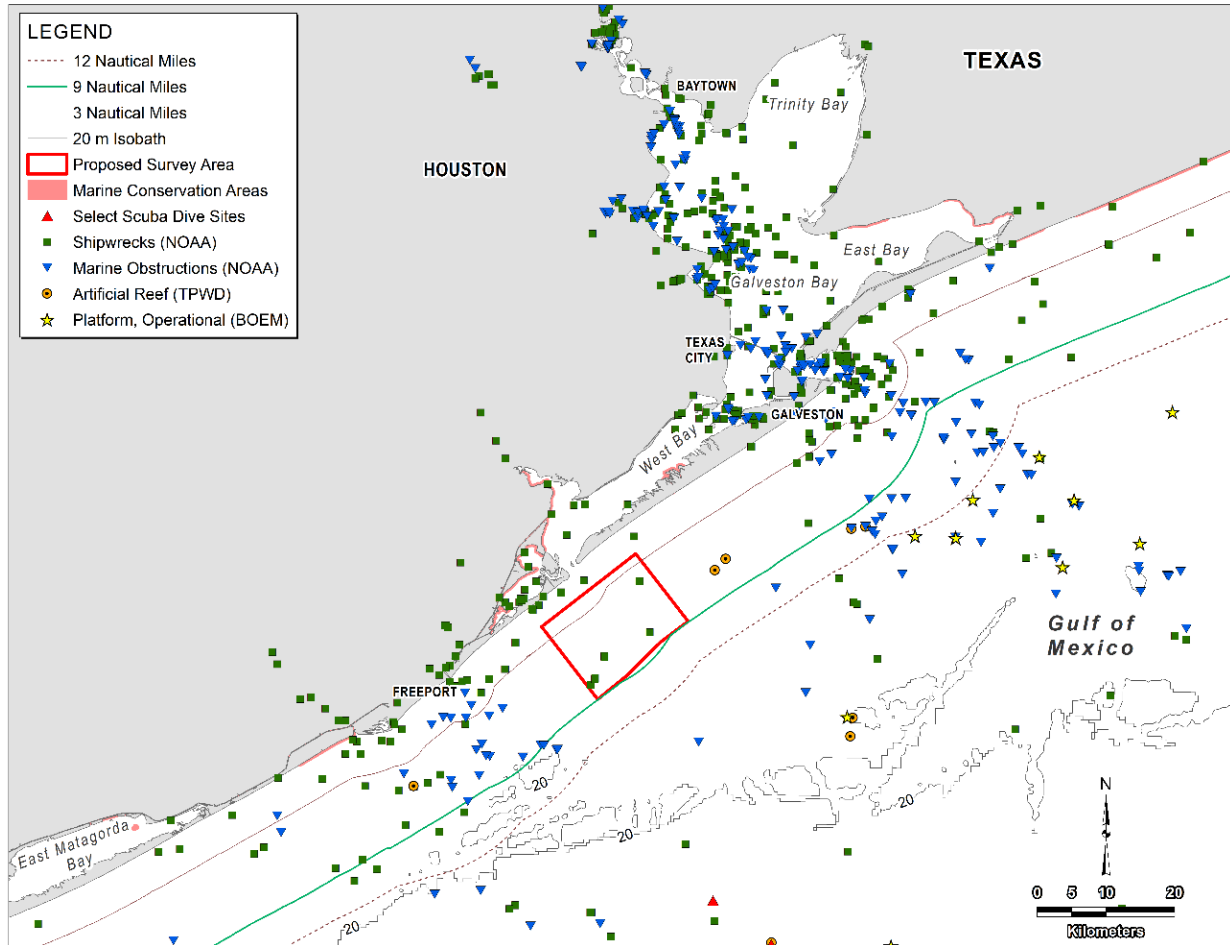 LEGEND
12 Nautical Miles
9 Nautical Miles
3 Nautical Miles
20 m Isobath
Proposed Survey Area
Marine Conservation Areas
Select Scuba Dive Sites
Shipwrecks (NOAA)
Marine Obstructions (NOAA)
Artificial Reef (TPWD)
Platform, Operational (BOEM)
TEXAS
BAYTOWN
Trinity Bay
HOUSTON
East Bay
Galveston Bay
TEXAS
CITY
GALVESTON
West Bay
Gulf of
Mexico
FREEPORT
20
20
20
20
East Matagorda
Bay
N
0 5 10 20
Kilometers